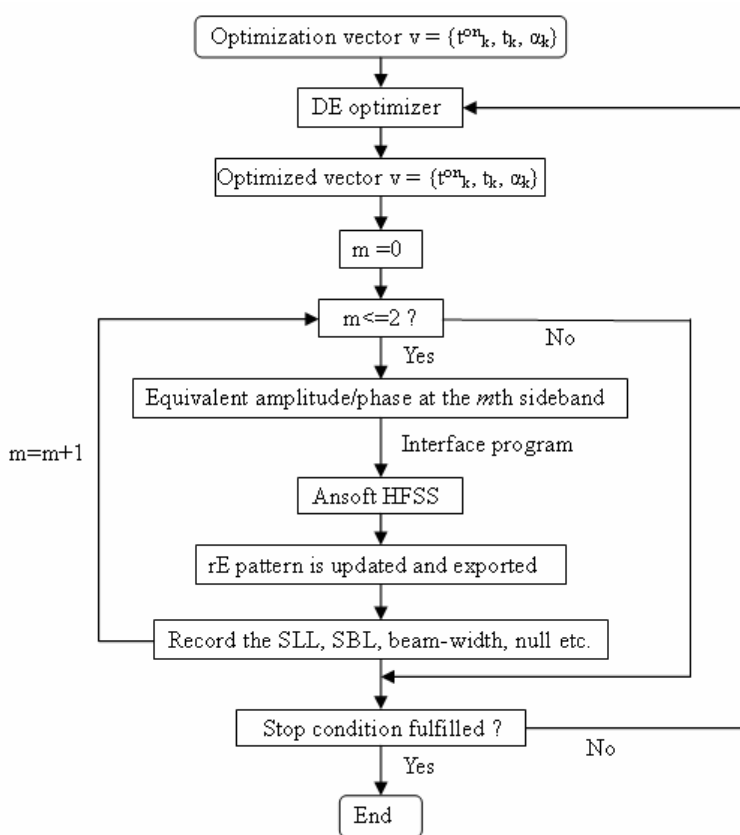 Optimization vector v = {t^on_k, t_k, α_k}
DE optimizer
Optimized vector v = {t^on_k, t_k, α_k}
m =0
m<=2 ?
No
Yes
Equivalent amplitude/phase at the mth sideband
Interface program
m=m+1
Ansoft HFSS
rE pattern is updated and exported
Record the SLL, SBL, beam-width, null etc.
Stop condition fulfilled ?
No
Yes
End